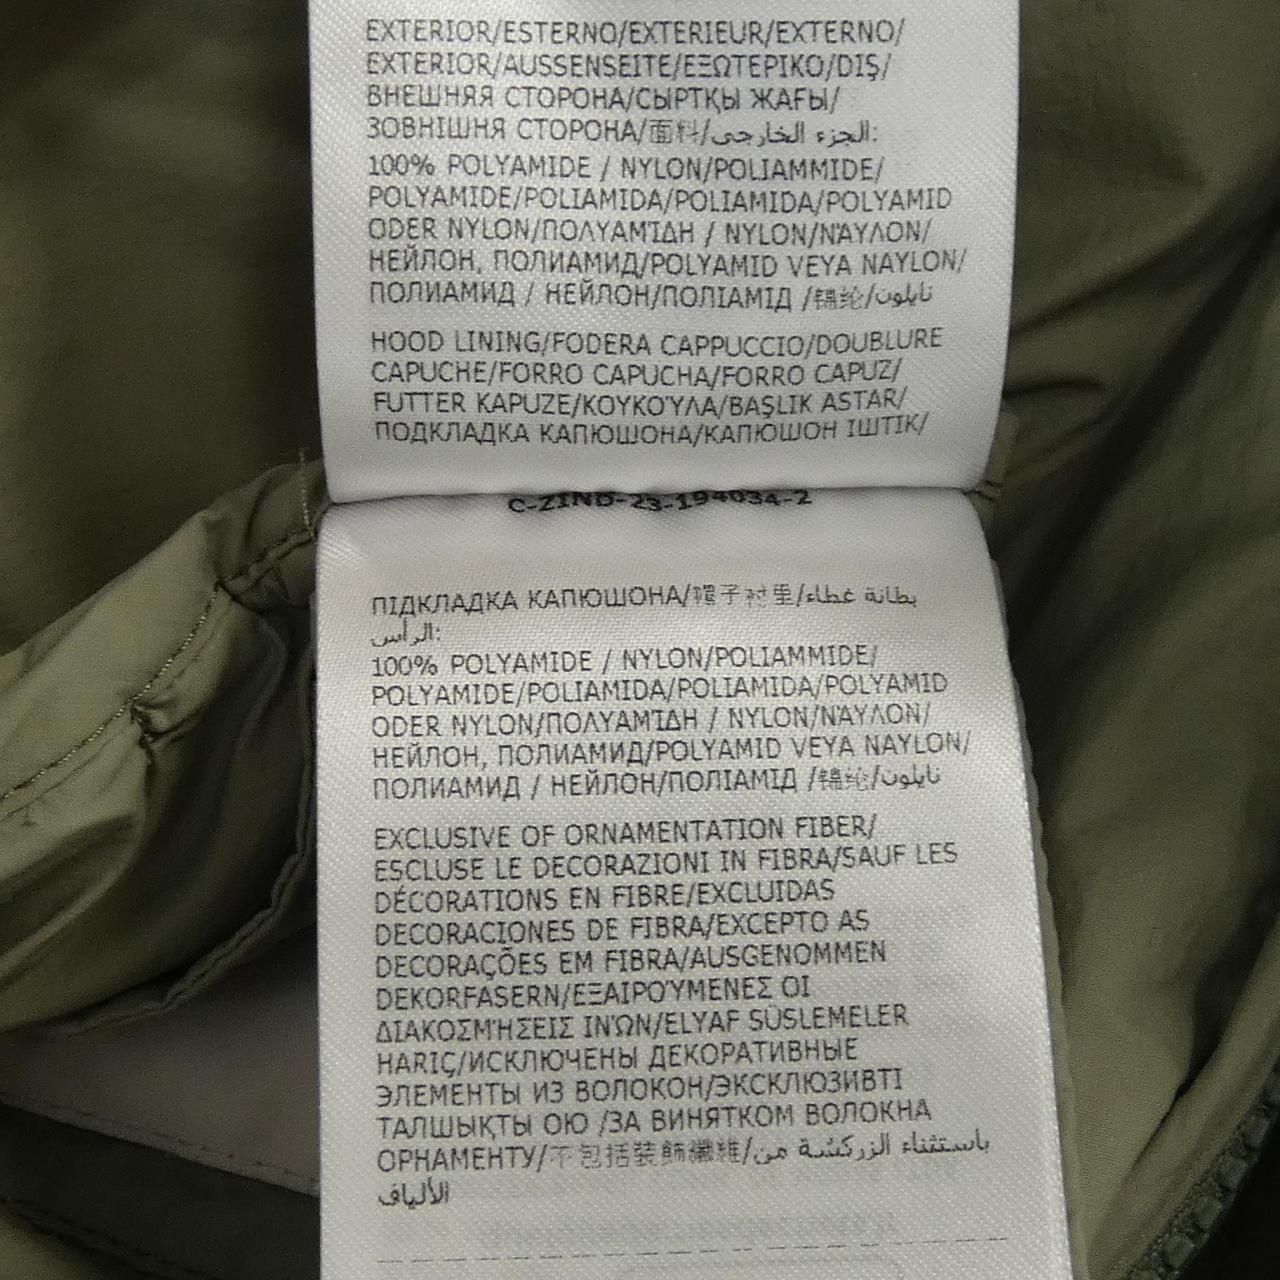 EXTERIOR/ESTERNO/EXTERIEUR/EXTERNO/
EXTERIOR/AUSSENSEITE/ΕΞΩΤΕΡΙΚΟ/DIŞ/
ВНЕШНЯЯ СТОРОНА/СЫРТҚЫ ЖАҒЫ/
ЗОВНІШНЯ СТОРОНА/面料/الجزء الخارجي:
100% POLYAMIDE / NYLON/POLIAMMIDE/
POLYAMIDE/POLIAMIDA/POLIAMIDA/POLYAMID
ODER NYLON/ΠΟΛΥΑΜΊΔΗ / NYLON/ΝΆΥΛΟΝ/
НЕЙЛОН, ПОЛИАМИД/POLYAMID VEYA NAYLON/
ПОЛИАМИД / НЕЙЛОН/ПОЛІАМІД /锦纶/نايلون
HOOD LINING/FODERA CAPPUCCIO/DOUBLURE
CAPUCHE/FORRO CAPUCHA/FORRO CAPUZ/
FUTTER KAPUZE/ΚΟΥΚΟΎΛΑ/BAŞLIK ASTAR/
ПОДКЛАДКА КАПЮШОНА/КАПЮШОН ІШТІК/
C-ZIND-23-194034-2
ПІДКЛАДКА КАПЮШОНА/帽子衬里/بطانة غطاء
الرأس:
100% POLYAMIDE / NYLON/POLIAMMIDE/
POLYAMIDE/POLIAMIDA/POLIAMIDA/POLYAMID
ODER NYLON/ΠΟΛΥΑΜΊΔΗ / NYLON/ΝΆΥΛΟΝ/
НЕЙЛОН, ПОЛИАМИД/POLYAMID VEYA NAYLON/
ПОЛИАМИД / НЕЙЛОН/ПОЛІАМІД /锦纶/نايلون
EXCLUSIVE OF ORNAMENTATION FIBER/
ESCLUSE LE DECORAZIONI IN FIBRA/SAUF LES
DÉCORATIONS EN FIBRE/EXCLUIDAS
DECORACIONES DE FIBRA/EXCEPTO AS
DECORAÇÕES EM FIBRA/AUSGENOMMEN
DEKORFASERN/ΕΞΑΙΡΟΎΜΕΝΕΣ ΟΙ
ΔΙΑΚΟΣΜΉΣΕΙΣ ΙΝΏΝ/ELYAF SÜSLEMELER
HARIÇ/ИСКЛЮЧЕНЫ ДЕКОРАТИВНЫЕ
ЭЛЕМЕНТЫ ИЗ ВОЛОКОН/ЭКСКЛЮЗИВТІ
ТАЛШЫҚТЫ ОЮ /ЗА ВИНЯТКОМ ВОЛОКНА
ОРНАМЕНТУ/不包括装飾纖維/باستثناء الزركشة من
الألياف